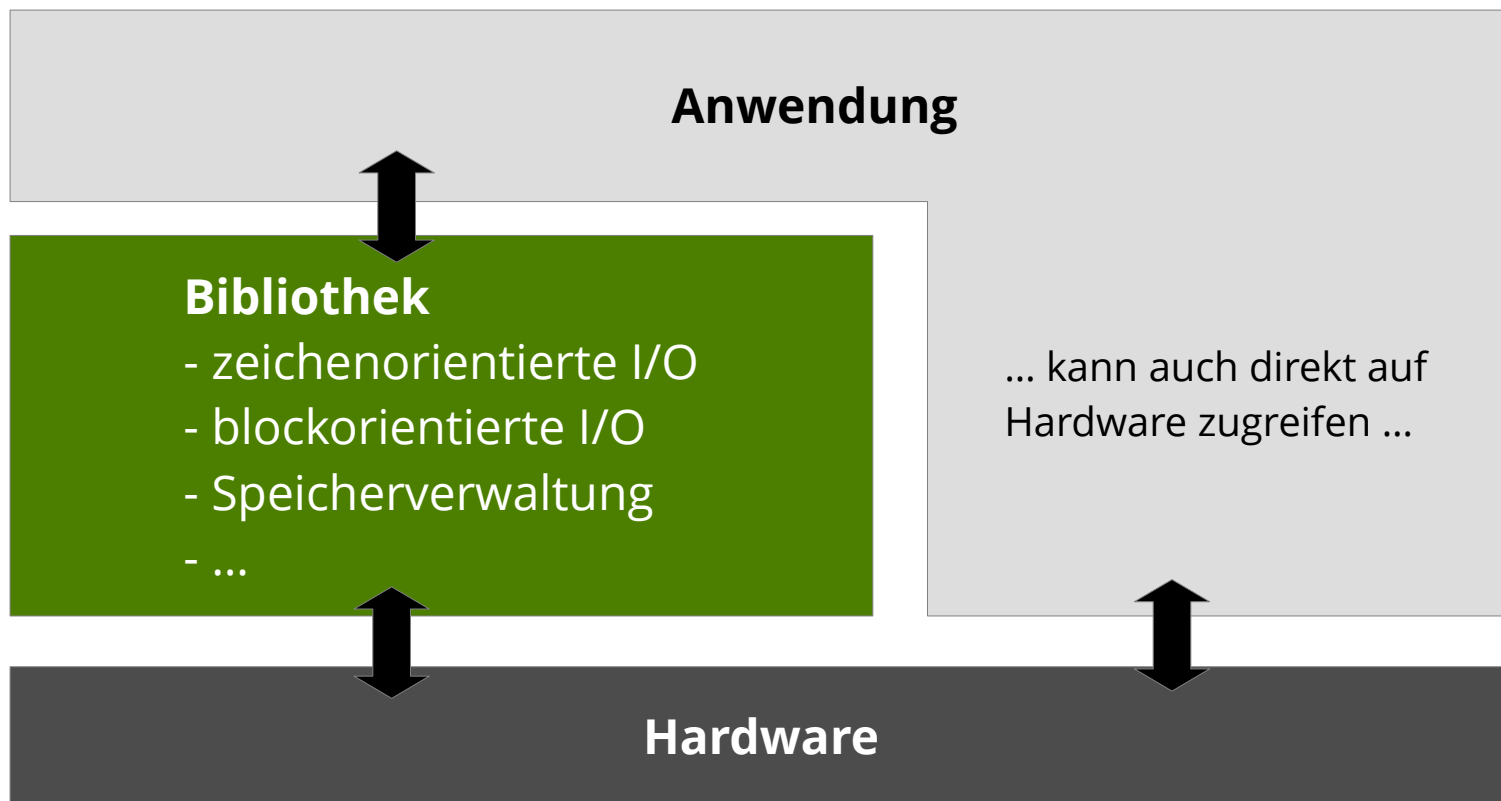 Anwendung
Bibliothek
- zeichenorientierte I/O
- blockorientierte I/O
- Speicherverwaltung
- ...
... kann auch direkt auf
Hardware zugreifen ...
Hardware